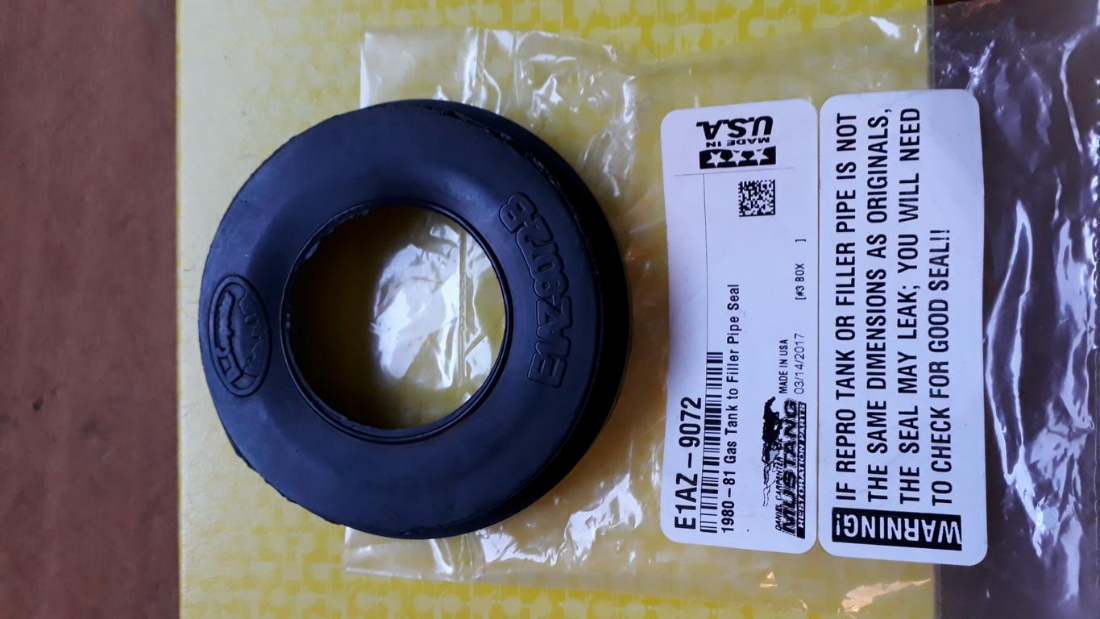 E1AZ-9072
MADE IN
U.S.A.
1980-81 Gas Tank to Filler Pipe Seal
DANIEL CARPENTER
MUSTANG
RESTORATION PARTS
MADE IN USA
03/14/2017
[#3 BOX ]
WARNING! IF REPRO TANK OR FILLER PIPE IS NOT
THE SAME DIMENSIONS AS ORIGINALS,
THE SEAL MAY LEAK; YOU WILL NEED
TO CHECK FOR GOOD SEAL!!